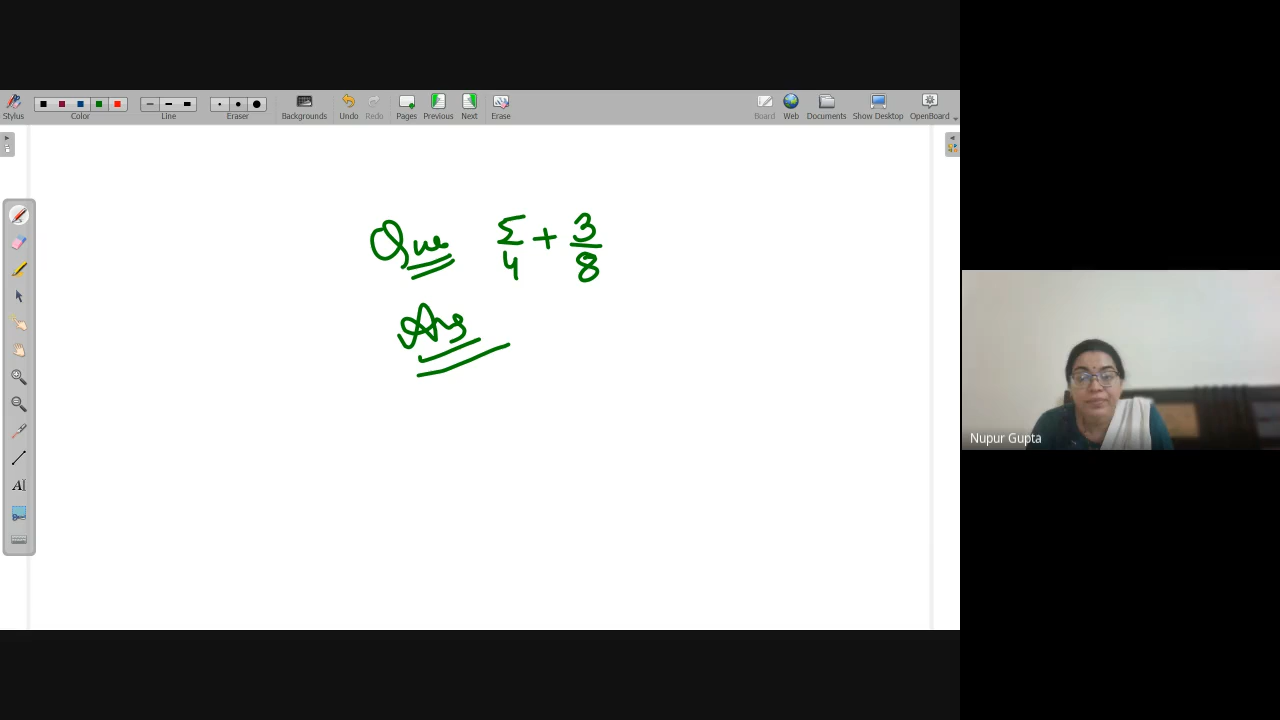 Stylus Color Line Eraser Backgrounds Undo Redo Pages Previous Next Erase Board Web Documents Show Desktop OpenBoard
Que Σ/4 + 3/8
Ans
Nupur Gupta